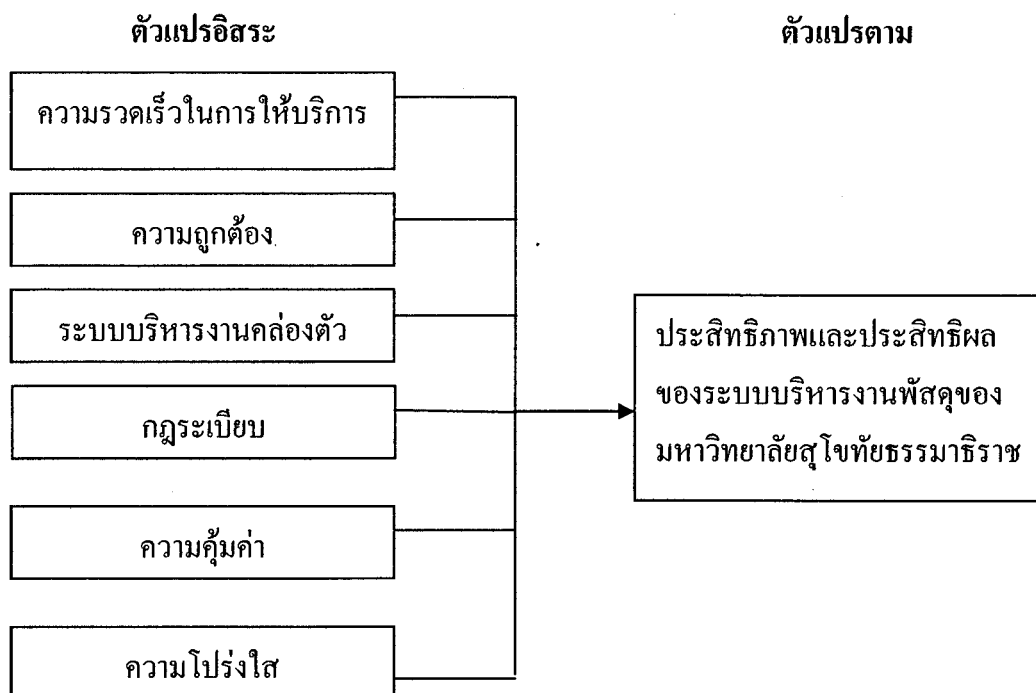 ตัวแปรอิสระ
ตัวแปรตาม
ความรวดเร็วในการให้บริการ
ความถูกต้อง
ระบบบริหารงานคล่องตัว
กฎระเบียบ
ความคุ้มค่า
ความโปร่งใส
ประสิทธิภาพและประสิทธิผล
ของระบบบริหารงานพัสดุของ
มหาวิทยาลัยสุโขทัยธรรมาธิราช